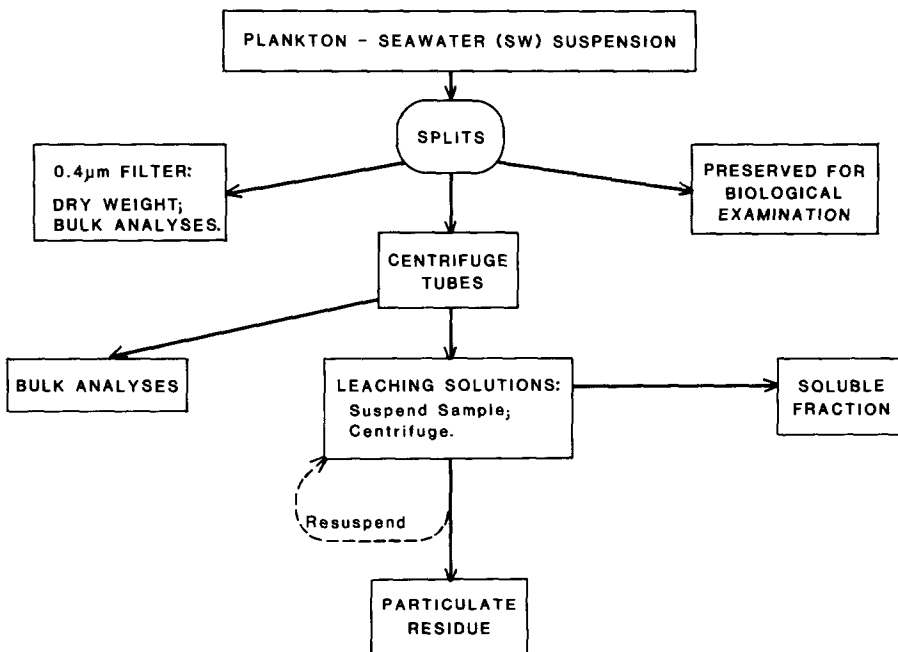 PLANKTON - SEAWATER (SW) SUSPENSION
SPLITS
0.4µm FILTER:
DRY WEIGHT;
BULK ANALYSES.
PRESERVED FOR
BIOLOGICAL
EXAMINATION
CENTRIFUGE
TUBES
BULK ANALYSES
LEACHING SOLUTIONS:
Suspend Sample;
Centrifuge.
SOLUBLE
FRACTION
Resuspend
PARTICULATE
RESIDUE